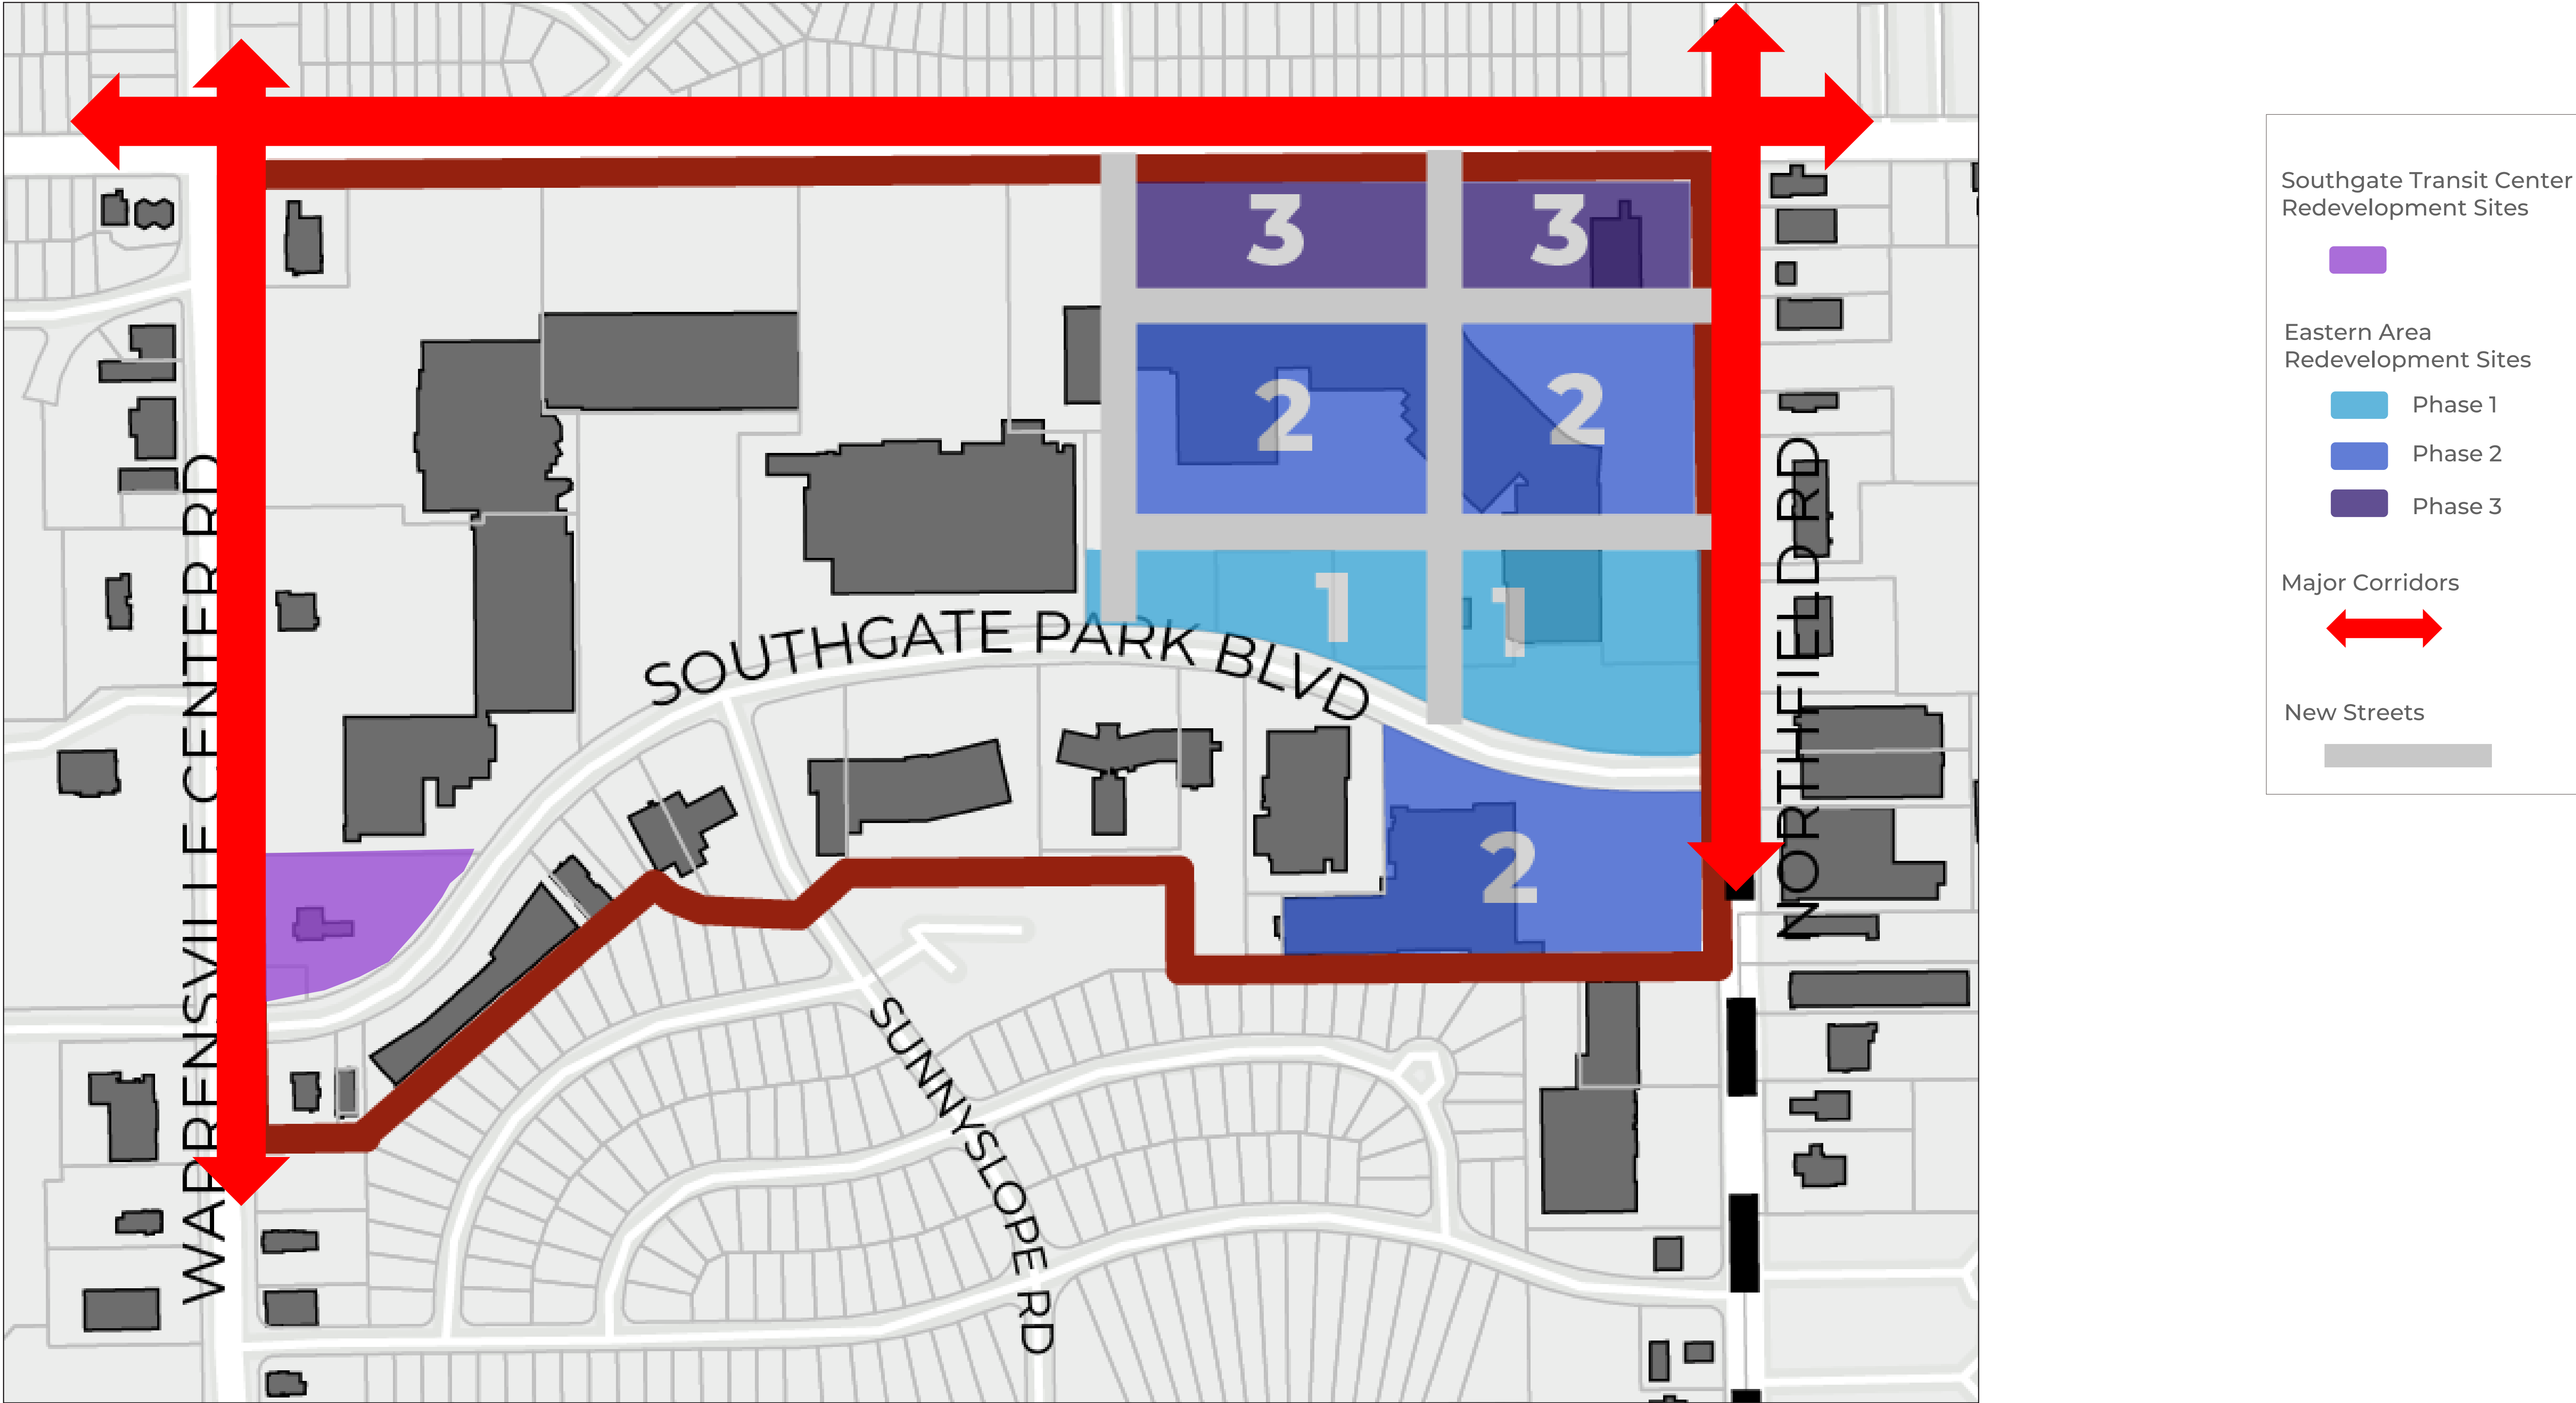 3
3
2
2
1
1
2
WARRENSVILLE CENTER RD
SOUTHGATE PARK BLVD
NORTHFIELD RD
SUNNYSLOPE RD
Southgate Transit Center
Redevelopment Sites
Eastern Area
Redevelopment Sites
Phase 1
Phase 2
Phase 3
Major Corridors
New Streets